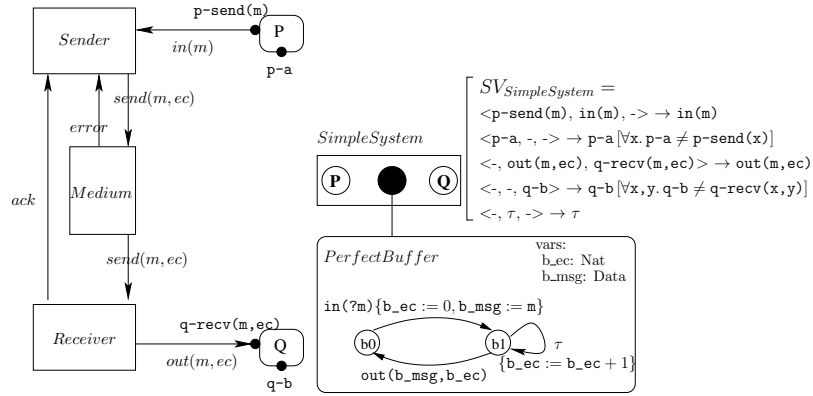 p-send(m)
Sender
P
in(m)
p-a
send(m, ec)
error
Medium
ack
send(m, ec)
Receiver
q-recv(m,ec)
Q
out(m, ec)
q-b
SV_SimpleSystem =
<p-send(m), in(m), -> → in(m)
<p-a, -, -> → p-a [∀x. p-a ≠ p-send(x)]
<-, out(m,ec), q-recv(m,ec)> → out(m,ec)
<-, -, q-b> → q-b [∀x,y. q-b ≠ q-recv(x,y)]
<-, τ, -> → τ
SimpleSystem
P Q
PerfectBuffer
vars:
b_ec: Nat
b_msg: Data
in(?m){b_ec := 0, b_msg := m}
b0 b1 τ
{b_ec := b_ec + 1}
out(b_msg,b_ec)